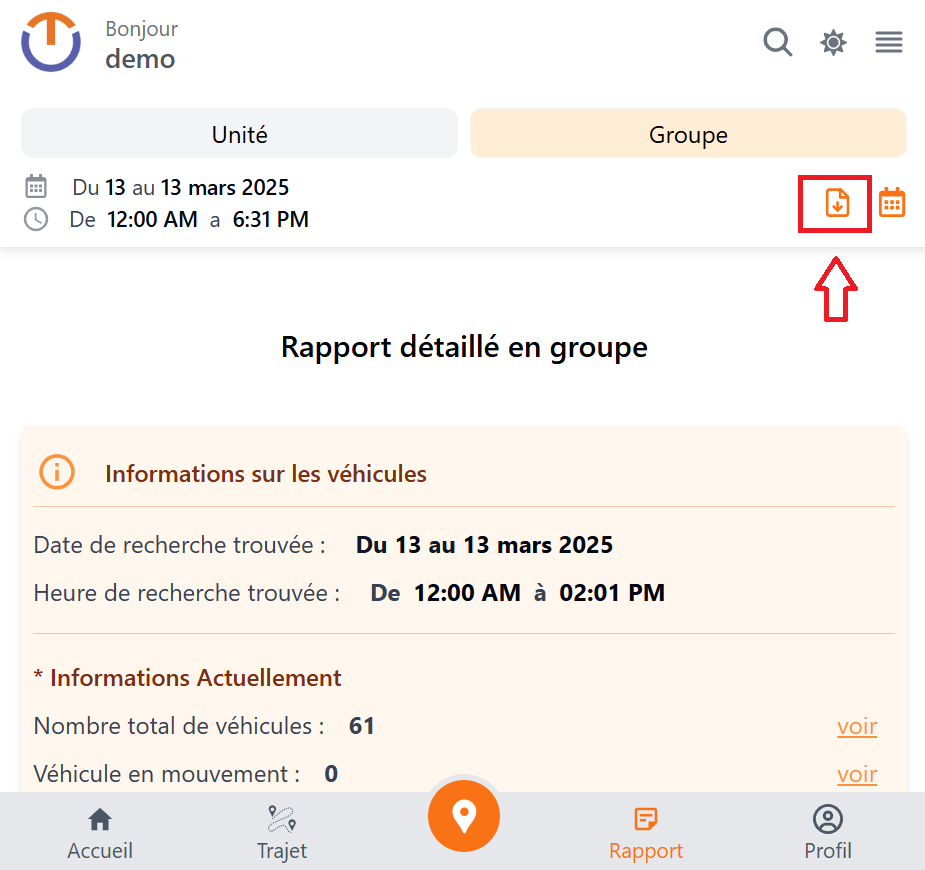 Bonjour
demo
Unité Groupe
Du 13 au 13 mars 2025
De 12:00 AM a 6:31 PM
Rapport détaillé en groupe
Informations sur les véhicules
Date de recherche trouvée : Du 13 au 13 mars 2025
Heure de recherche trouvée : De 12:00 AM à 02:01 PM
* Informations Actuellement
Nombre total de véhicules : 61 voir
Véhicule en mouvement : 0 voir
Accueil Trajet Rapport Profil